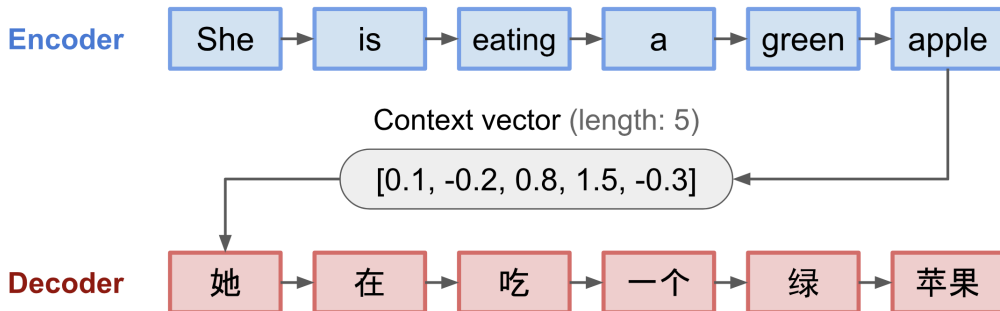 Encoder She is eating a green apple
Context vector (length: 5)
[0.1, -0.2, 0.8, 1.5, -0.3]
Decoder 她 在 吃 一个 绿 苹果